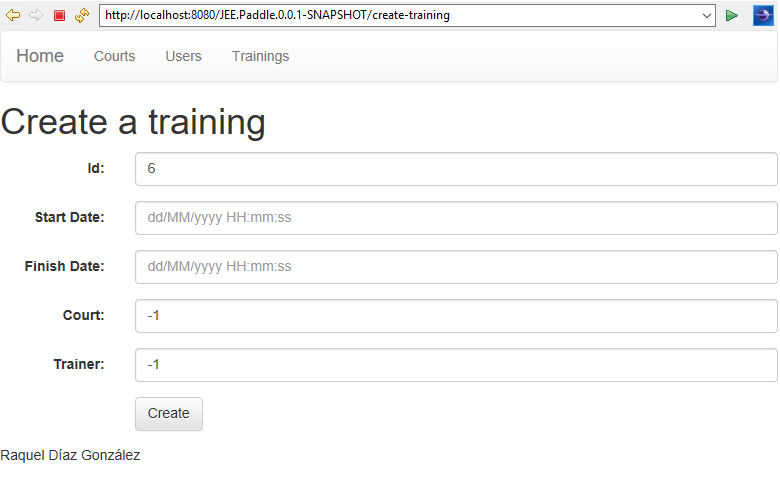 http://localhost:8080/JEE.Paddle.0.0.1-SNAPSHOT/create-training
Home Courts Users Trainings
Create a training
Id: 6
Start Date: dd/MM/yyyy HH:mm:ss
Finish Date: dd/MM/yyyy HH:mm:ss
Court: -1
Trainer: -1
Create
Raquel Díaz González